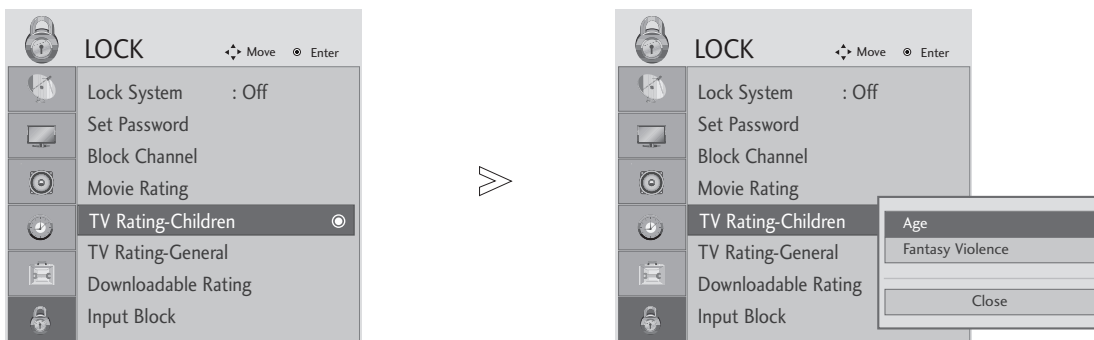 LOCK Move Enter
Lock System : Off
Set Password
Block Channel
Movie Rating
TV Rating-Children
TV Rating-General
Downloadable Rating
Input Block
LOCK Move Enter
Lock System : Off
Set Password
Block Channel
Movie Rating
TV Rating-Children
TV Rating-General
Downloadable Rating
Input Block
Age
Fantasy Violence
Close